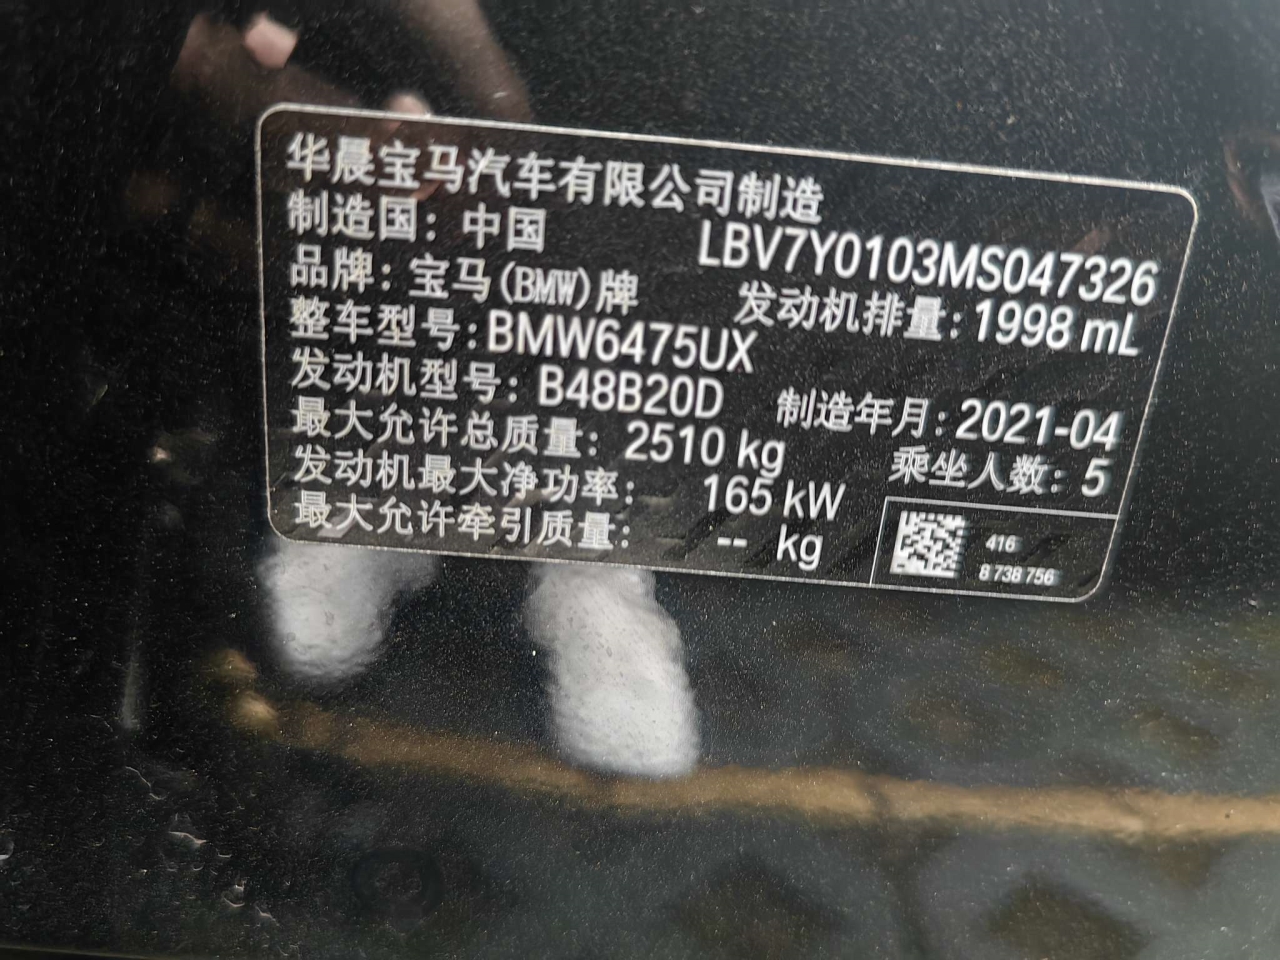 华晨宝马汽车有限公司制造
制造国：中国
LBV7Y0103MS047326
品牌：宝马(BMW)牌
发动机排量：1998 mL
整车型号：BMW6475UX
发动机型号：B48B20D
制造年月：2021-04
最大允许总质量：2510 kg
乘坐人数：5
发动机最大净功率：165 kW
最大允许牵引质量：-- kg
416
8 738 756